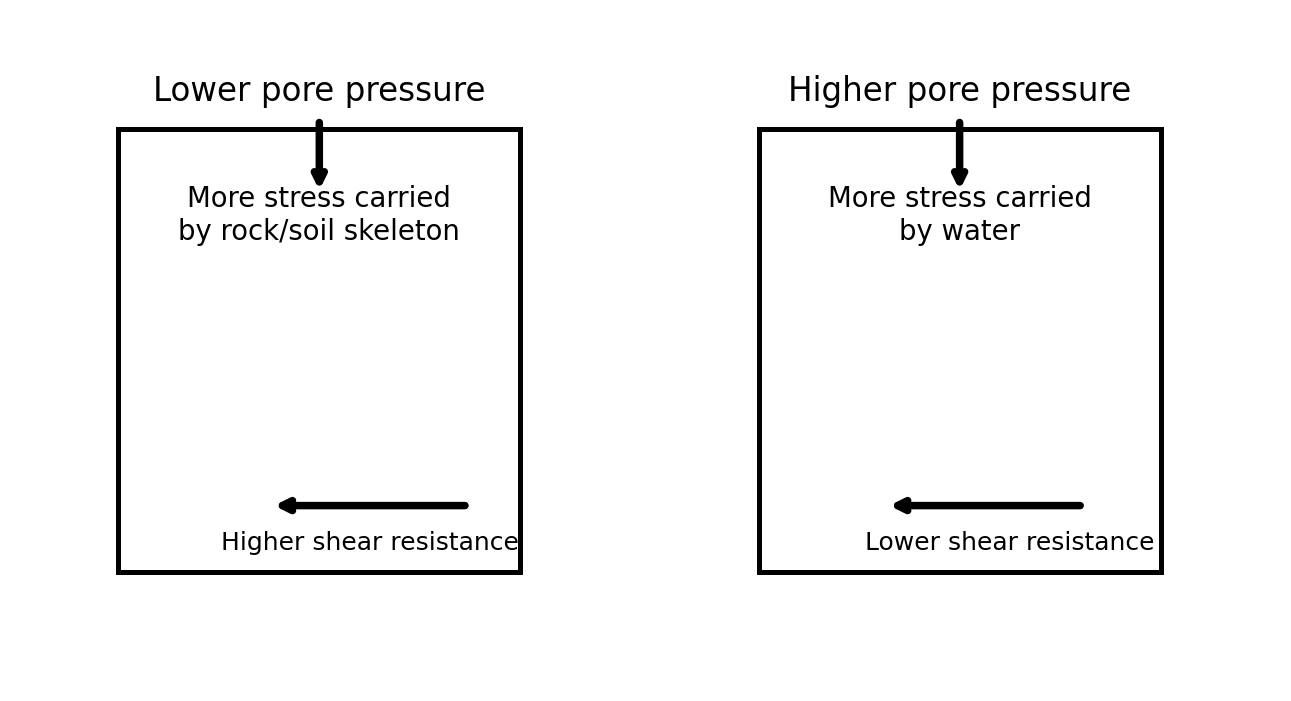 Lower pore pressure
More stress carried
by rock/soil skeleton
Higher shear resistance
Higher pore pressure
More stress carried
by water
Lower shear resistance